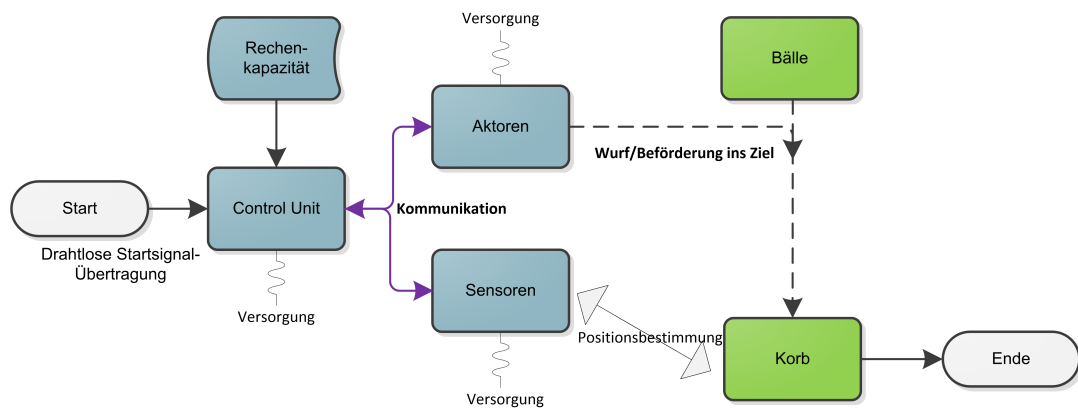 Versorgung
Rechen-
kapazität
Bälle
Aktoren
Wurf/Beförderung ins Ziel
Start
Control Unit
Kommunikation
Drahtlose Startsignal-
Übertragung
Sensoren
Versorgung
Positionsbestimmung
Korb
Ende
Versorgung